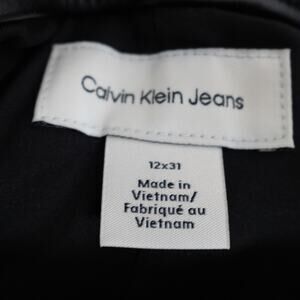 Calvin Klein Jeans
12x31
Made in
Vietnam/
Fabriqué au
Vietnam